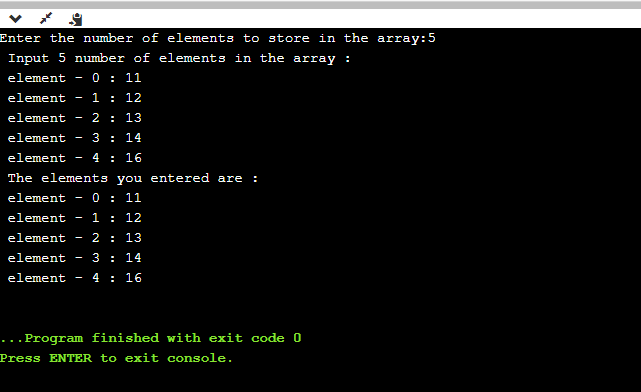 Enter the number of elements to store in the array:5
Input 5 number of elements in the array :
element - 0 : 11
element - 1 : 12
element - 2 : 13
element - 3 : 14
element - 4 : 16
The elements you entered are :
element - 0 : 11
element - 1 : 12
element - 2 : 13
element - 3 : 14
element - 4 : 16
...Program finished with exit code 0
Press ENTER to exit console.